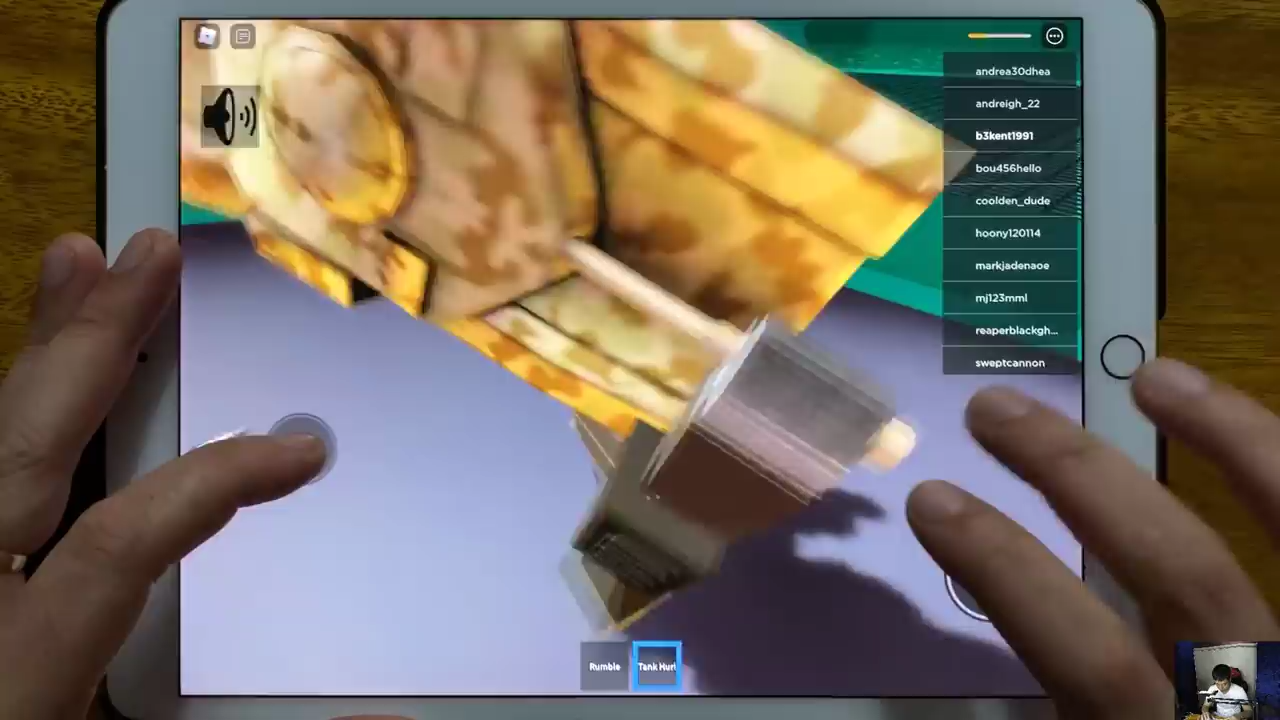 andrea30dhea
andreigh_22
b3kent1991
bou456hello
coolden_dude
hoony120114
markjadenaoe
mj123mml
reaperblackgh...
sweptcannon
Rumble
Tank Hurl